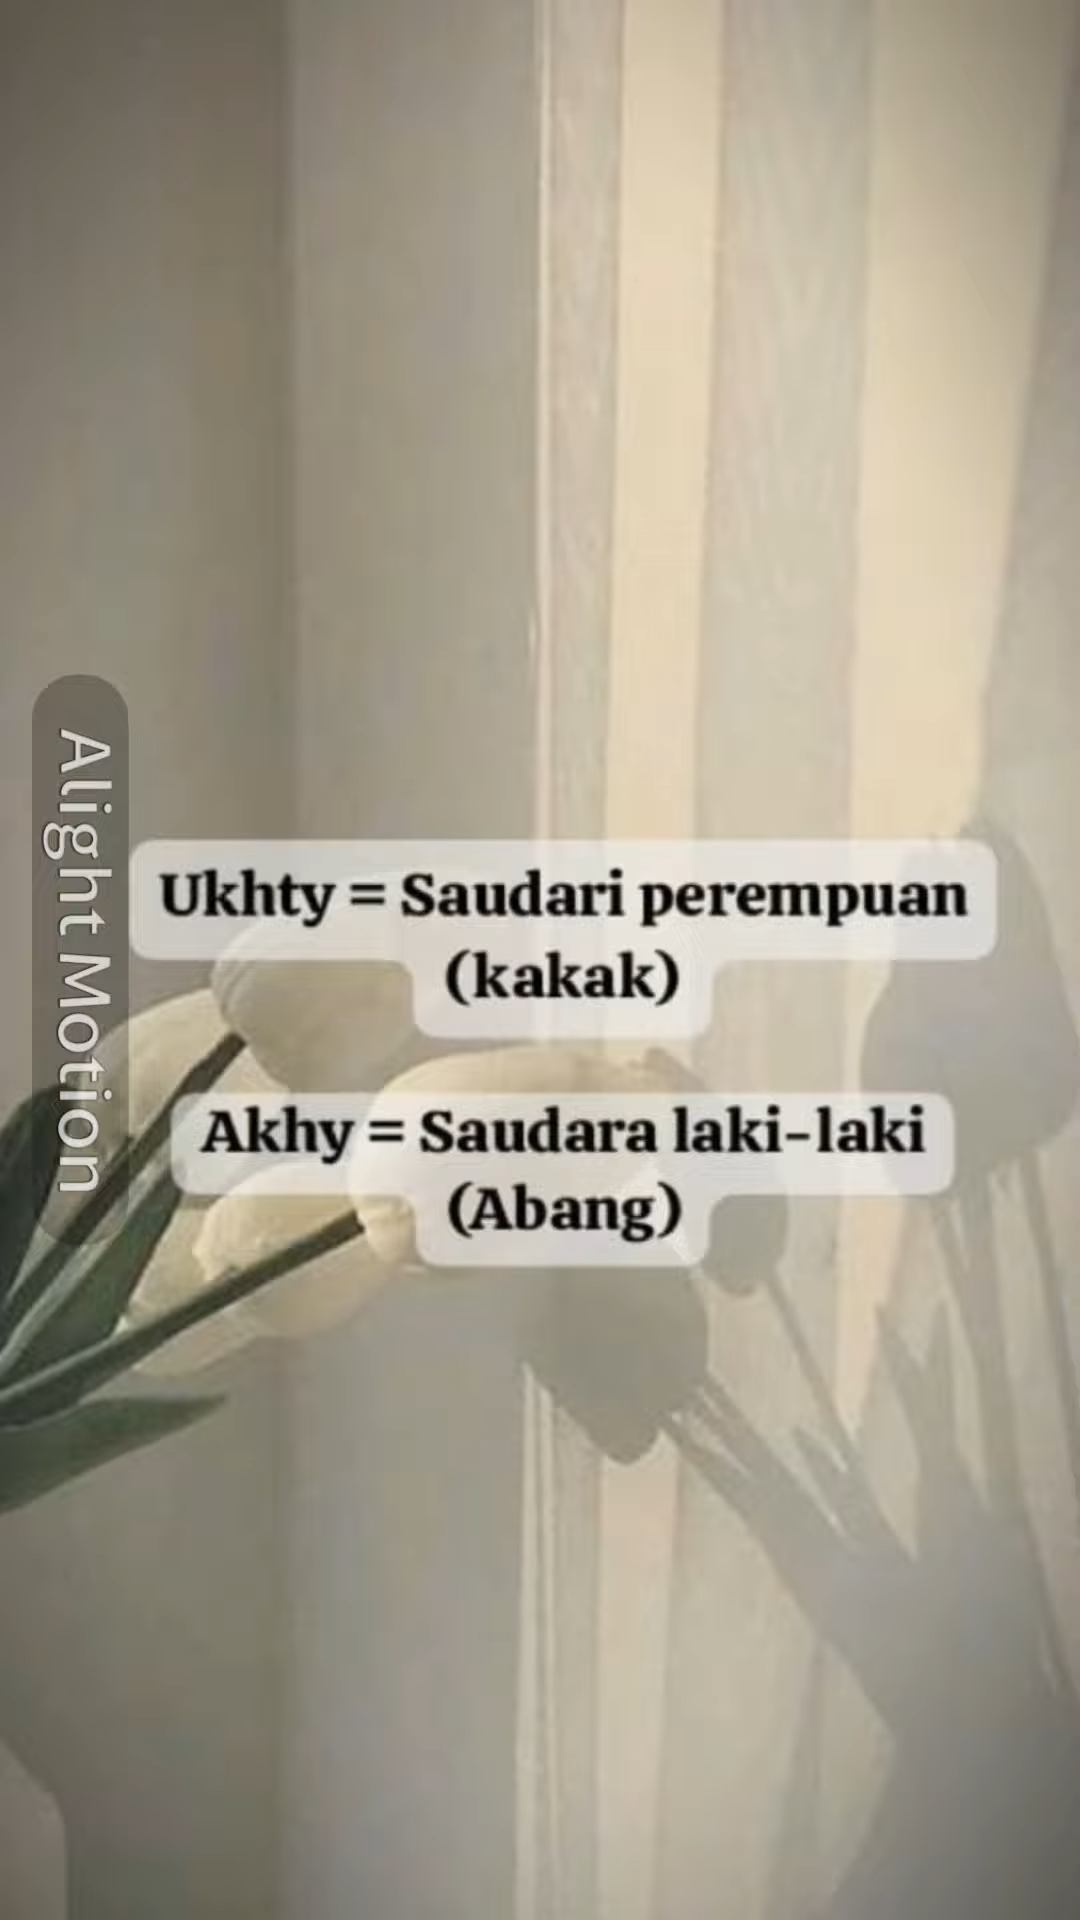 Ukhty = Saudari perempuan
(kakak)
Akhy = Saudara laki-laki
(Abang)
Alight Motion